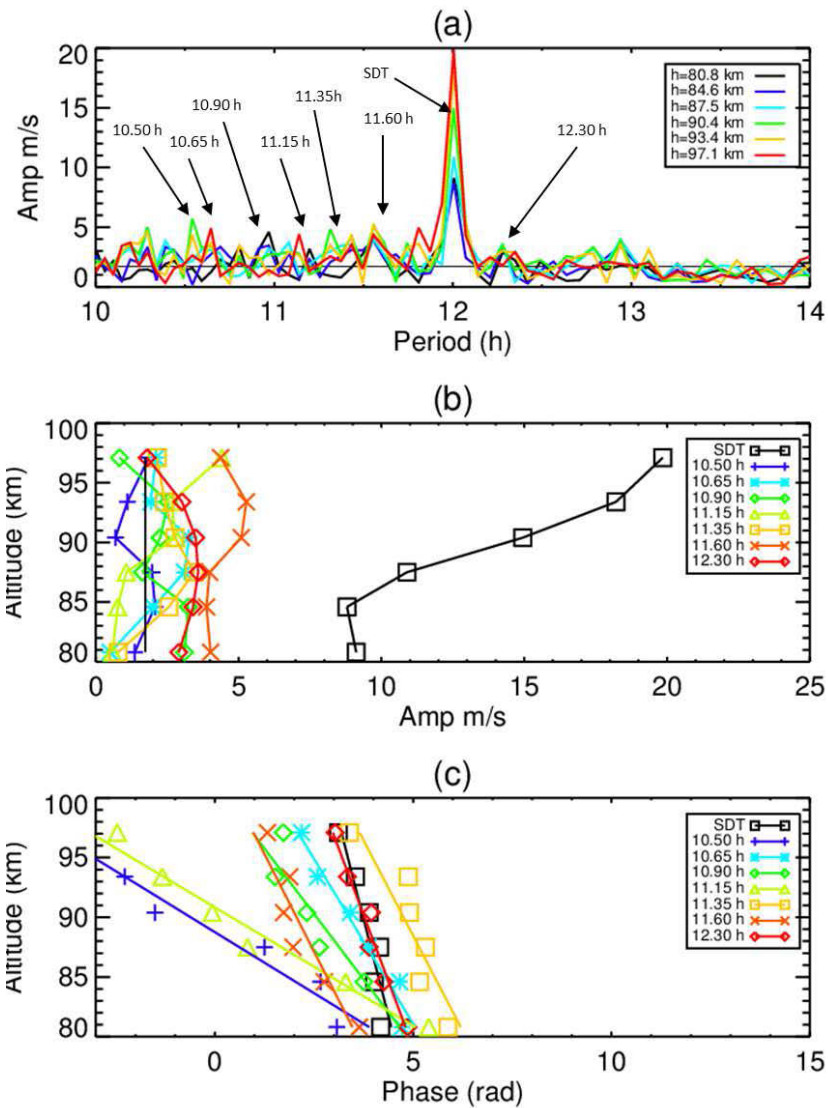 (a)
20
15
10
5
0
Amp m/s
10.50 h
10.65 h
10.90 h
11.15 h
11.35h
11.60 h
SDT
12.30 h
h=80.8 km
h=84.6 km
h=87.5 km
h=90.4 km
h=93.4 km
h=97.1 km
10 11 12 13 14
Period (h)
(b)
100
95
90
85
80
Altitude (km)
SDT
10.50 h
10.65 h
10.90 h
11.15 h
11.35 h
11.60 h
12.30 h
0 5 10 15 20 25
Amp m/s
(c)
100
95
90
85
80
Altitude (km)
SDT
10.50 h
10.65 h
10.90 h
11.15 h
11.35 h
11.60 h
12.30 h
0 5 10 15
Phase (rad)